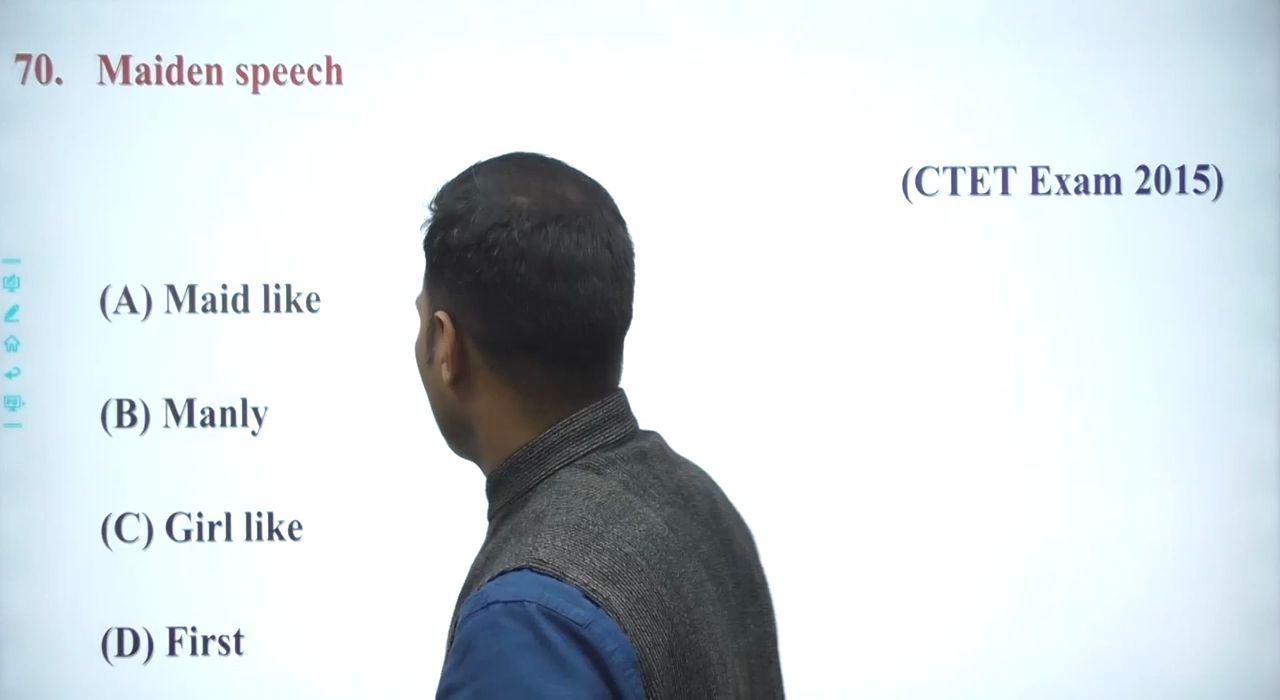 70. Maiden speech
(CTET Exam 2015)
(A) Maid like
(B) Manly
(C) Girl like
(D) First